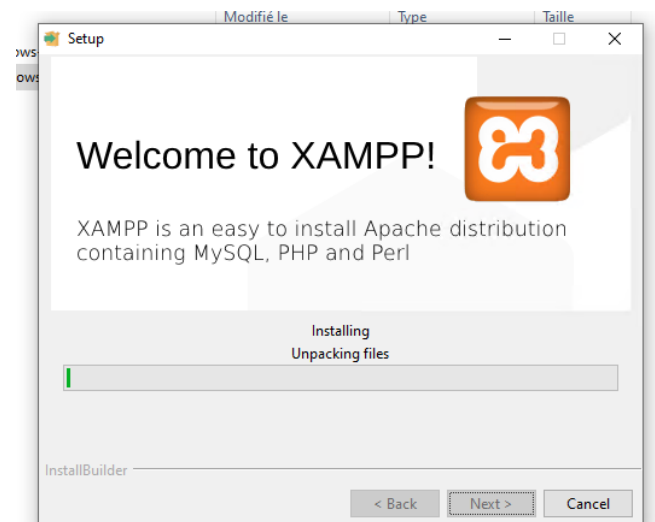 Modifié le Type Taille
Setup
ows
ows
Welcome to XAMPP!
XAMPP is an easy to install Apache distribution
containing MySQL, PHP and Perl
Installing
Unpacking files
InstallBuilder
< Back Next > Cancel